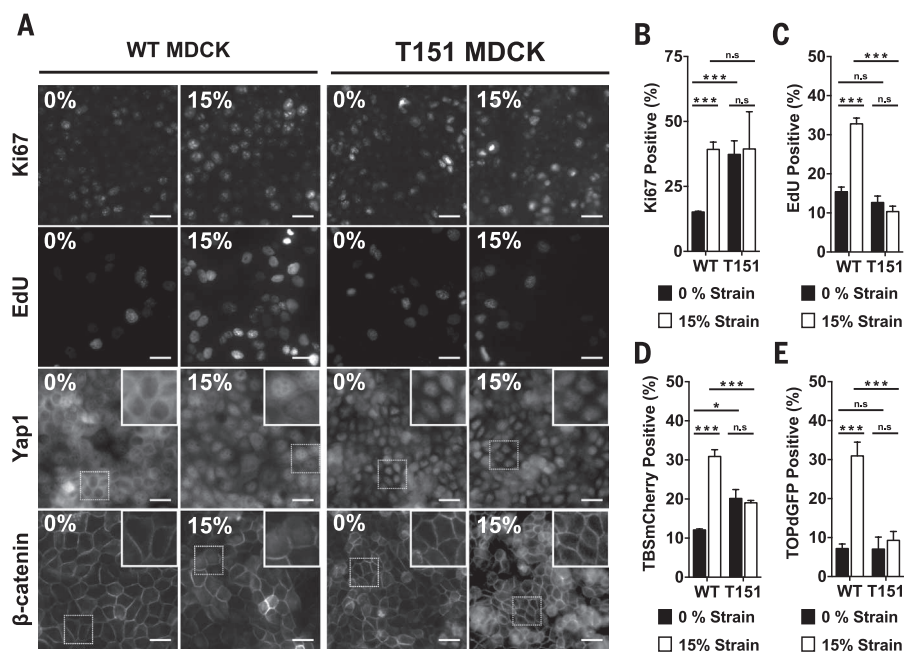 A
WT MDCK
T151 MDCK
Ki67
0%
15%
0%
15%
EdU
0%
15%
0%
15%
Yap1
0%
15%
0%
15%
β-catenin
0%
15%
0%
15%
B
Ki67 Positive (%)
75
50
25
0
n.s
***
***
n.s
WT T151
0 % Strain
15% Strain
C
EdU Positive (%)
50
40
30
20
10
0
***
n.s
***
n.s
WT T151
0 % Strain
15% Strain
D
TBSmCherry Positive (%)
50
40
30
20
10
0
***
*
***
n.s
WT T151
0 % Strain
15% Strain
E
TOPdGFP Positive (%)
50
40
30
20
10
0
***
n.s
***
n.s
WT T151
0 % Strain
15% Strain